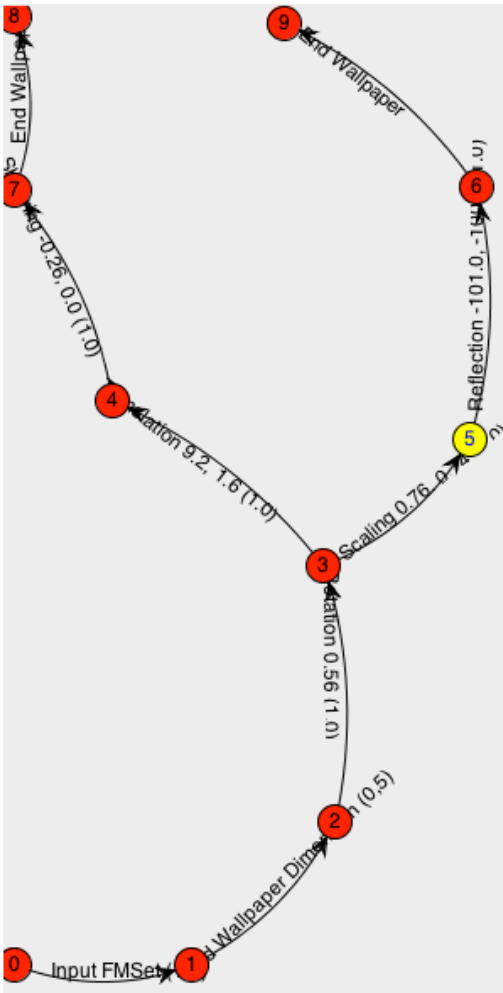 8
9
End Wallpaper
End Wallpap
7
6
-0.26, 0.0 (1.0)
Reflection -101.0,
4
9.2, 1.6 (1.0)
5
Scaling 0.76
3
0.56 (1.0)
2
Wallpaper
(0,5)
0
Input FMSet
1